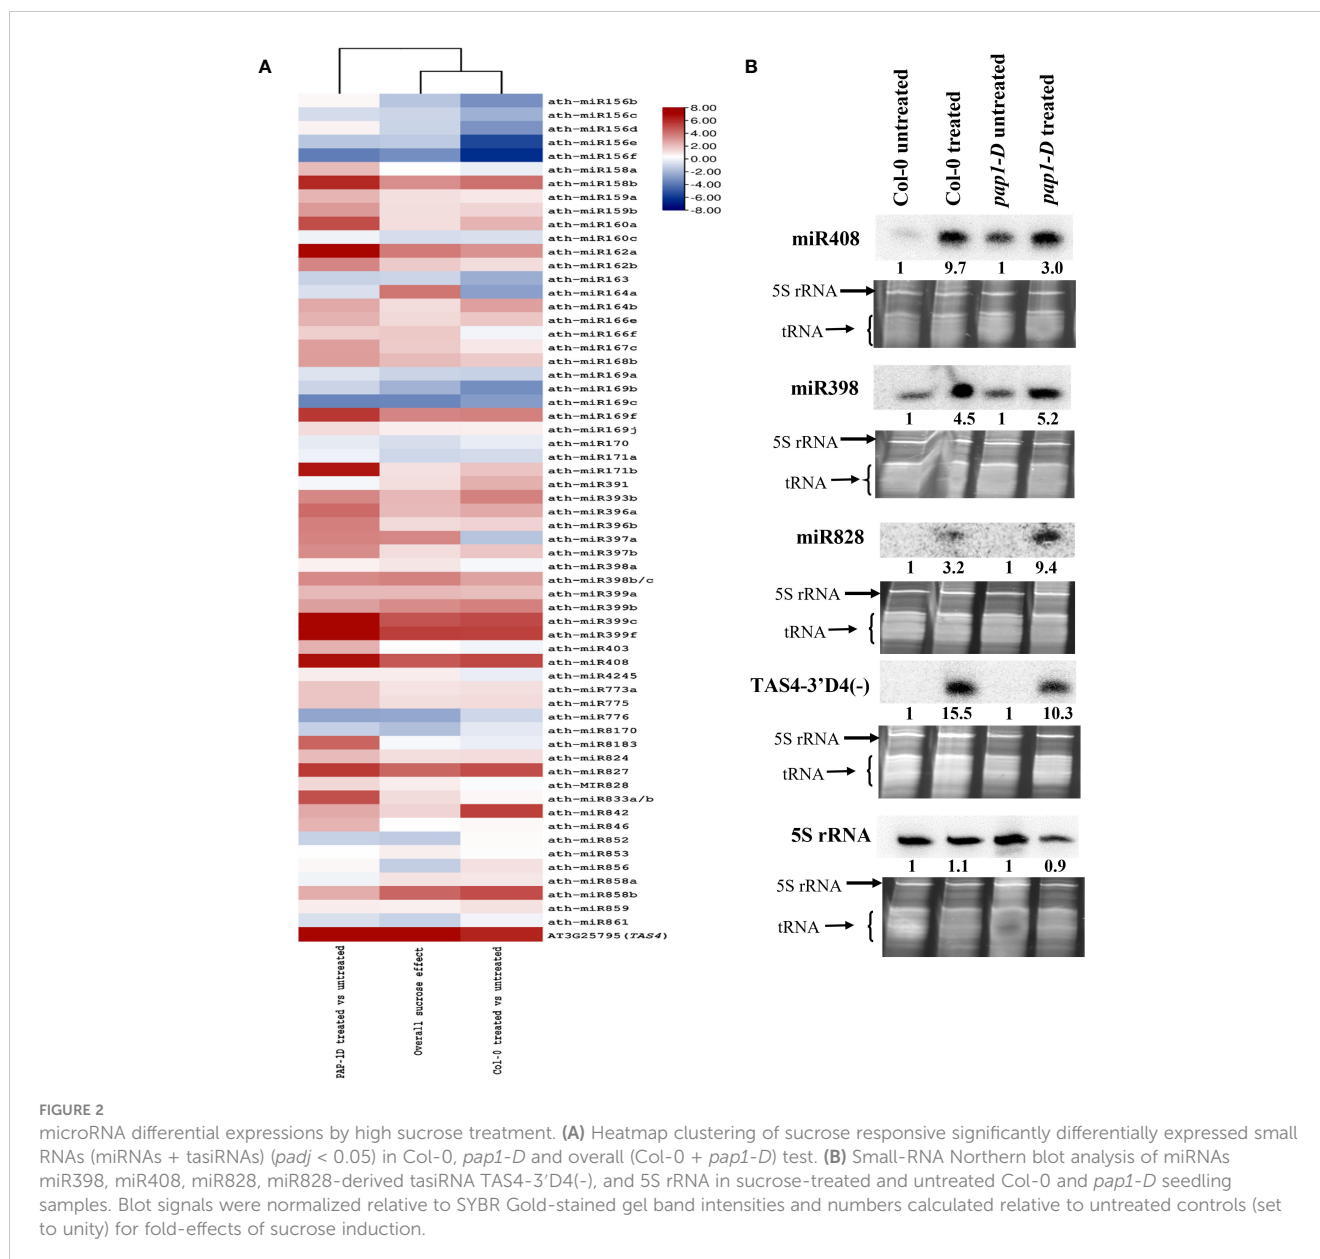 A
ath-miR156b
ath-miR156c
ath-miR156d
ath-miR156e
ath-miR156f
ath-miR158a
ath-miR158b
ath-miR159a
ath-miR159b
ath-miR160a
ath-miR160c
ath-miR162a
ath-miR162b
ath-miR163
ath-miR164a
ath-miR164b
ath-miR166e
ath-miR166f
ath-miR167c
ath-miR168b
ath-miR169a
ath-miR169b
ath-miR169c
ath-miR169f
ath-miR169j
ath-miR170
ath-miR171a
ath-miR171b
ath-miR391
ath-miR393b
ath-miR396a
ath-miR396b
ath-miR397a
ath-miR397b
ath-miR398a
ath-miR398b/c
ath-miR399a
ath-miR399b
ath-miR399c
ath-miR399f
ath-miR403
ath-miR408
ath-miR4245
ath-miR773a
ath-miR775
ath-miR776
ath-miR8170
ath-miR8183
ath-miR824
ath-miR827
ath-MIR828
ath-miR833a/b
ath-miR842
ath-miR846
ath-miR852
ath-miR853
ath-miR856
ath-miR858a
ath-miR858b
ath-miR859
ath-miR861
AT3G25795(TAS4)
8.00
6.00
4.00
2.00
0.00
-2.00
-4.00
-6.00
-8.00
PAP-1D treated vs untreated
Overall sucrose effect
Col-0 treated vs untreated
B
Col-0 untreated
Col-0 treated
pap1-D untreated
pap1-D treated
miR408
1 9.7 1 3.0
5S rRNA
tRNA
miR398
1 4.5 1 5.2
5S rRNA
tRNA
miR828
1 3.2 1 9.4
5S rRNA
tRNA
TAS4-3'D4(-)
1 15.5 1 10.3
5S rRNA
tRNA
5S rRNA
1 1.1 1 0.9
5S rRNA
tRNA
FIGURE 2
microRNA differential expressions by high sucrose treatment. (A) Heatmap clustering of sucrose responsive significantly differentially expressed small
RNAs (miRNAs + tasiRNAs) (padj < 0.05) in Col-0, pap1-D and overall (Col-0 + pap1-D) test. (B) Small-RNA Northern blot analysis of miRNAs
miR398, miR408, miR828, miR828-derived tasiRNA TAS4-3'D4(-), and 5S rRNA in sucrose-treated and untreated Col-0 and pap1-D seedling
samples. Blot signals were normalized relative to SYBR Gold-stained gel band intensities and numbers calculated relative to untreated controls (set
to unity) for fold-effects of sucrose induction.